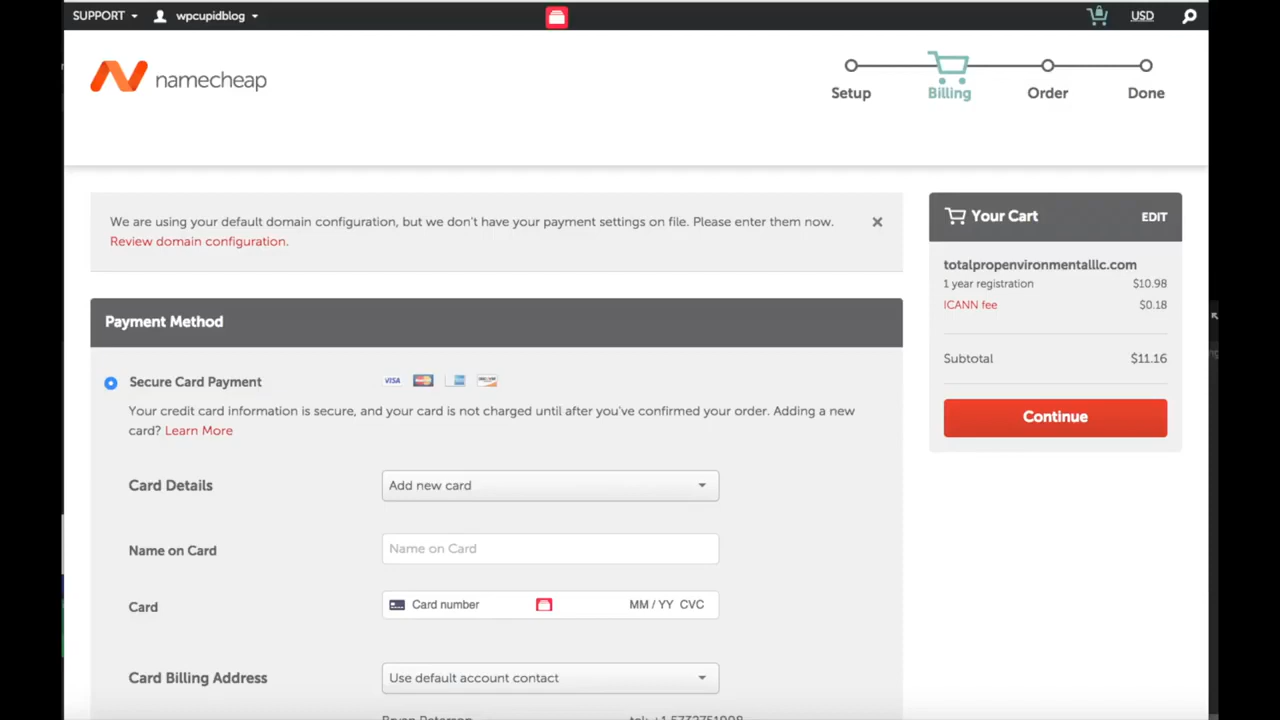 SUPPORT
wpcupidblog
USD
namecheap
Setup
Billing
Order
Done
We are using your default domain configuration, but we don't have your payment settings on file. Please enter them now.
Review domain configuration.
Your Cart
EDIT
totalpropenvironmentalllc.com
1 year registration $10.98
ICANN fee $0.18
Subtotal $11.16
Continue
Payment Method
Secure Card Payment
VISA
Your credit card information is secure, and your card is not charged until after you've confirmed your order. Adding a new
card? Learn More
Card Details
Add new card
Name on Card
Name on Card
Card
Card number
MM / YY CVC
Card Billing Address
Use default account contact